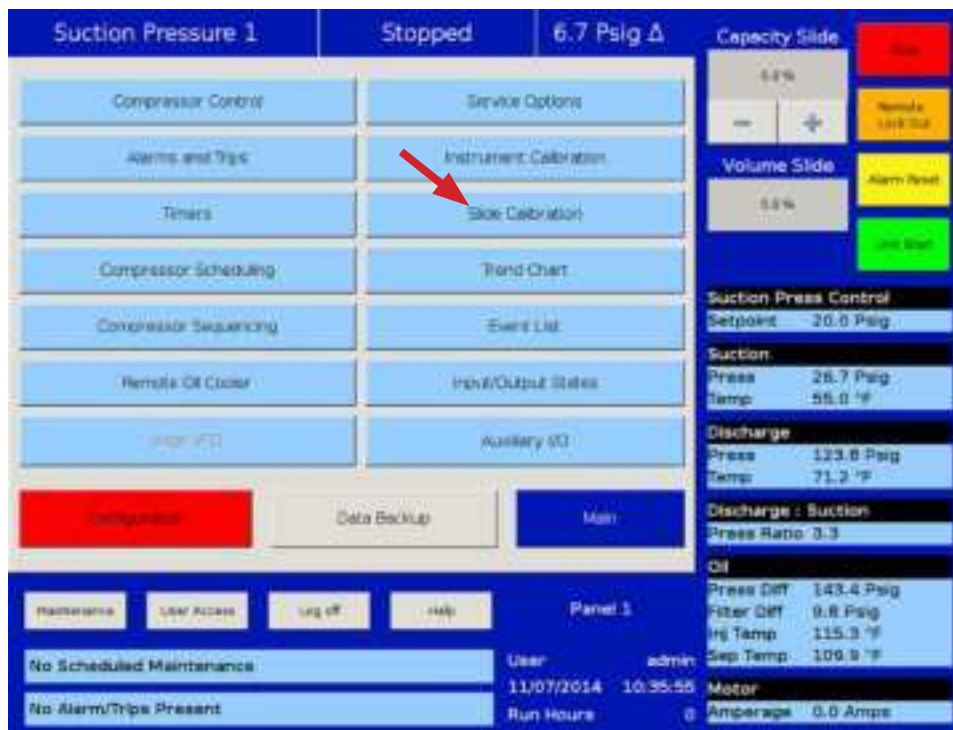 Suction Pressure 1
Stopped
6.7 Psig Δ
Compressor Control
Service Options
Alarms and Trips
Instrument Calibration
Timers
Slide Calibration
Compressor Scheduling
Trend Chart
Compressor Sequencing
Event List
Remote Oil Cooler
Input/Output States
Auxiliary I/O
Configuration
Data Backup
Main
Maintenance
User Access
Log off
Help
Panel 1
No Scheduled Maintenance
No Alarm/Trips Present
User admin
11/07/2014 10:35:55
Run Hours 0
Capacity Slide
- +
Volume Slide
Remote
Lock Out
Alarm Reset
Suction Press Control
Setpoint 20.0 Psig
Suction
Press 26.7 Psig
Temp 55.0 °F
Discharge
Press 123.8 Psig
Temp 71.2 °F
Discharge : Suction
Press Ratio 3.3
Oil
Press Diff 143.4 Psig
Filter Diff 9.8 Psig
Inj Temp 115.3 °F
Sep Temp 109.9 °F
Motor
Amperage 0.0 Amps